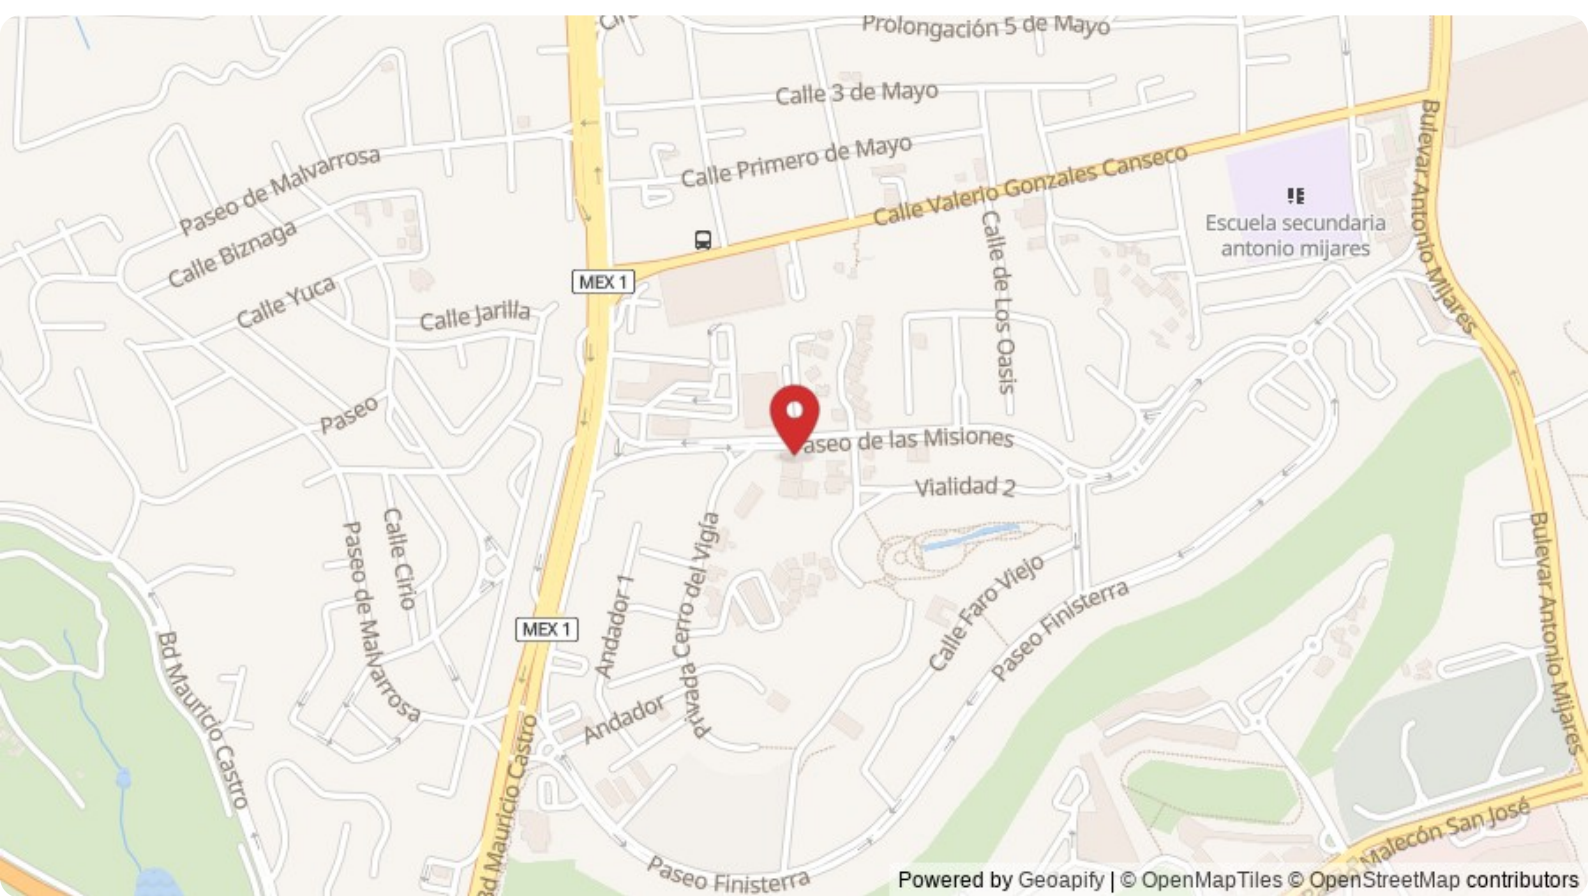 Prolongación 5 de Mayo
Calle 3 de Mayo
Calle Primero de Mayo
Calle Valerio Gonzales Canseco
Bulevar Antonio Mijares
Paseo de Malvarrosa
Calle Biznaga
Calle Yuca
Calle Jarilla
MEX 1
Escuela secundaria
antonio mijares
Calle de Los Oasis
Paseo
aseo de las Misiones
Vialidad 2
Calle Cirio
Paseo de Malvarrosa
Privada Cerro del Vigía
Andador 1
Calle Faro Viejo
Paseo Finisterra
MEX 1
Bulevar Antonio Mijares
Bd Mauricio Castro
Andador
Bd Mauricio Castro
Malecón San José
Paseo Finisterra
Powered by Geoapify | © OpenMapTiles © OpenStreetMap contributors